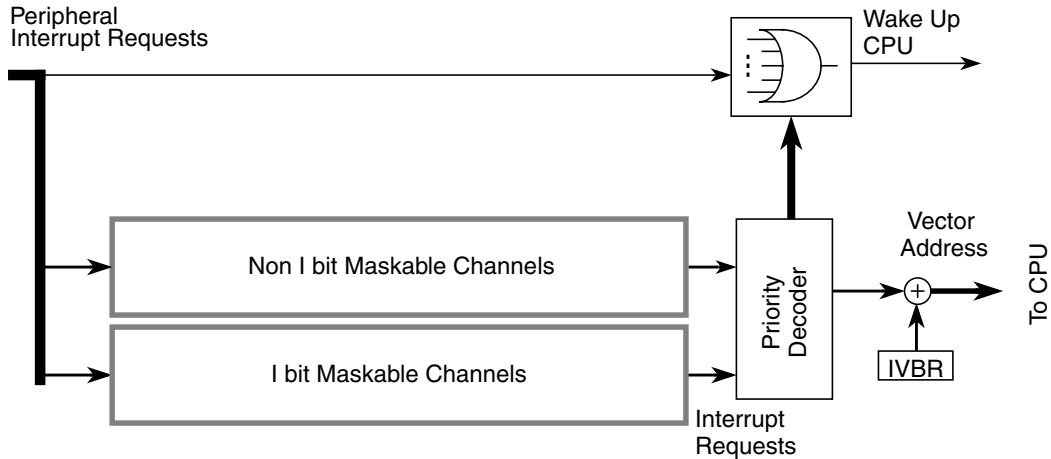 Peripheral
Interrupt Requests
Wake Up
CPU
Non I bit Maskable Channels
I bit Maskable Channels
Priority
Decoder
Interrupt
Requests
Vector
Address
IVBR
To CPU